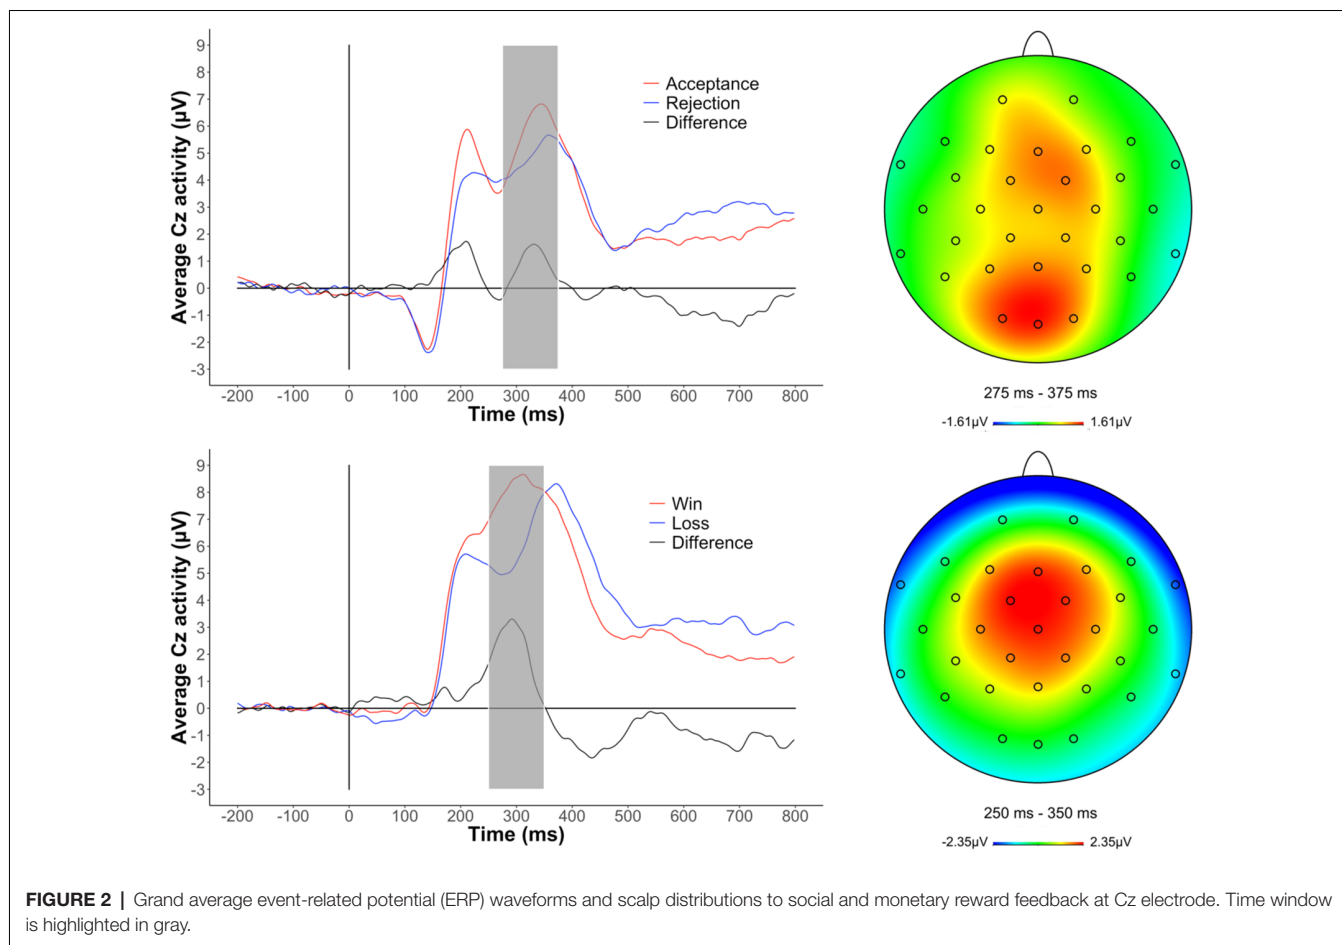 9
8
7
6
5
4
3
2
1
0
-1
-2
-3
Average Cz activity (μV)
Acceptance
Rejection
Difference
-200 -100 0 100 200 300 400 500 600 700 800
Time (ms)
275 ms - 375 ms
-1.61μV 1.61μV
9
8
7
6
5
4
3
2
1
0
-1
-2
-3
Average Cz activity (μV)
Win
Loss
Difference
-200 -100 0 100 200 300 400 500 600 700 800
Time (ms)
250 ms - 350 ms
-2.35μV 2.35μV
FIGURE 2 | Grand average event-related potential (ERP) waveforms and scalp distributions to social and monetary reward feedback at Cz electrode. Time window
is highlighted in gray.